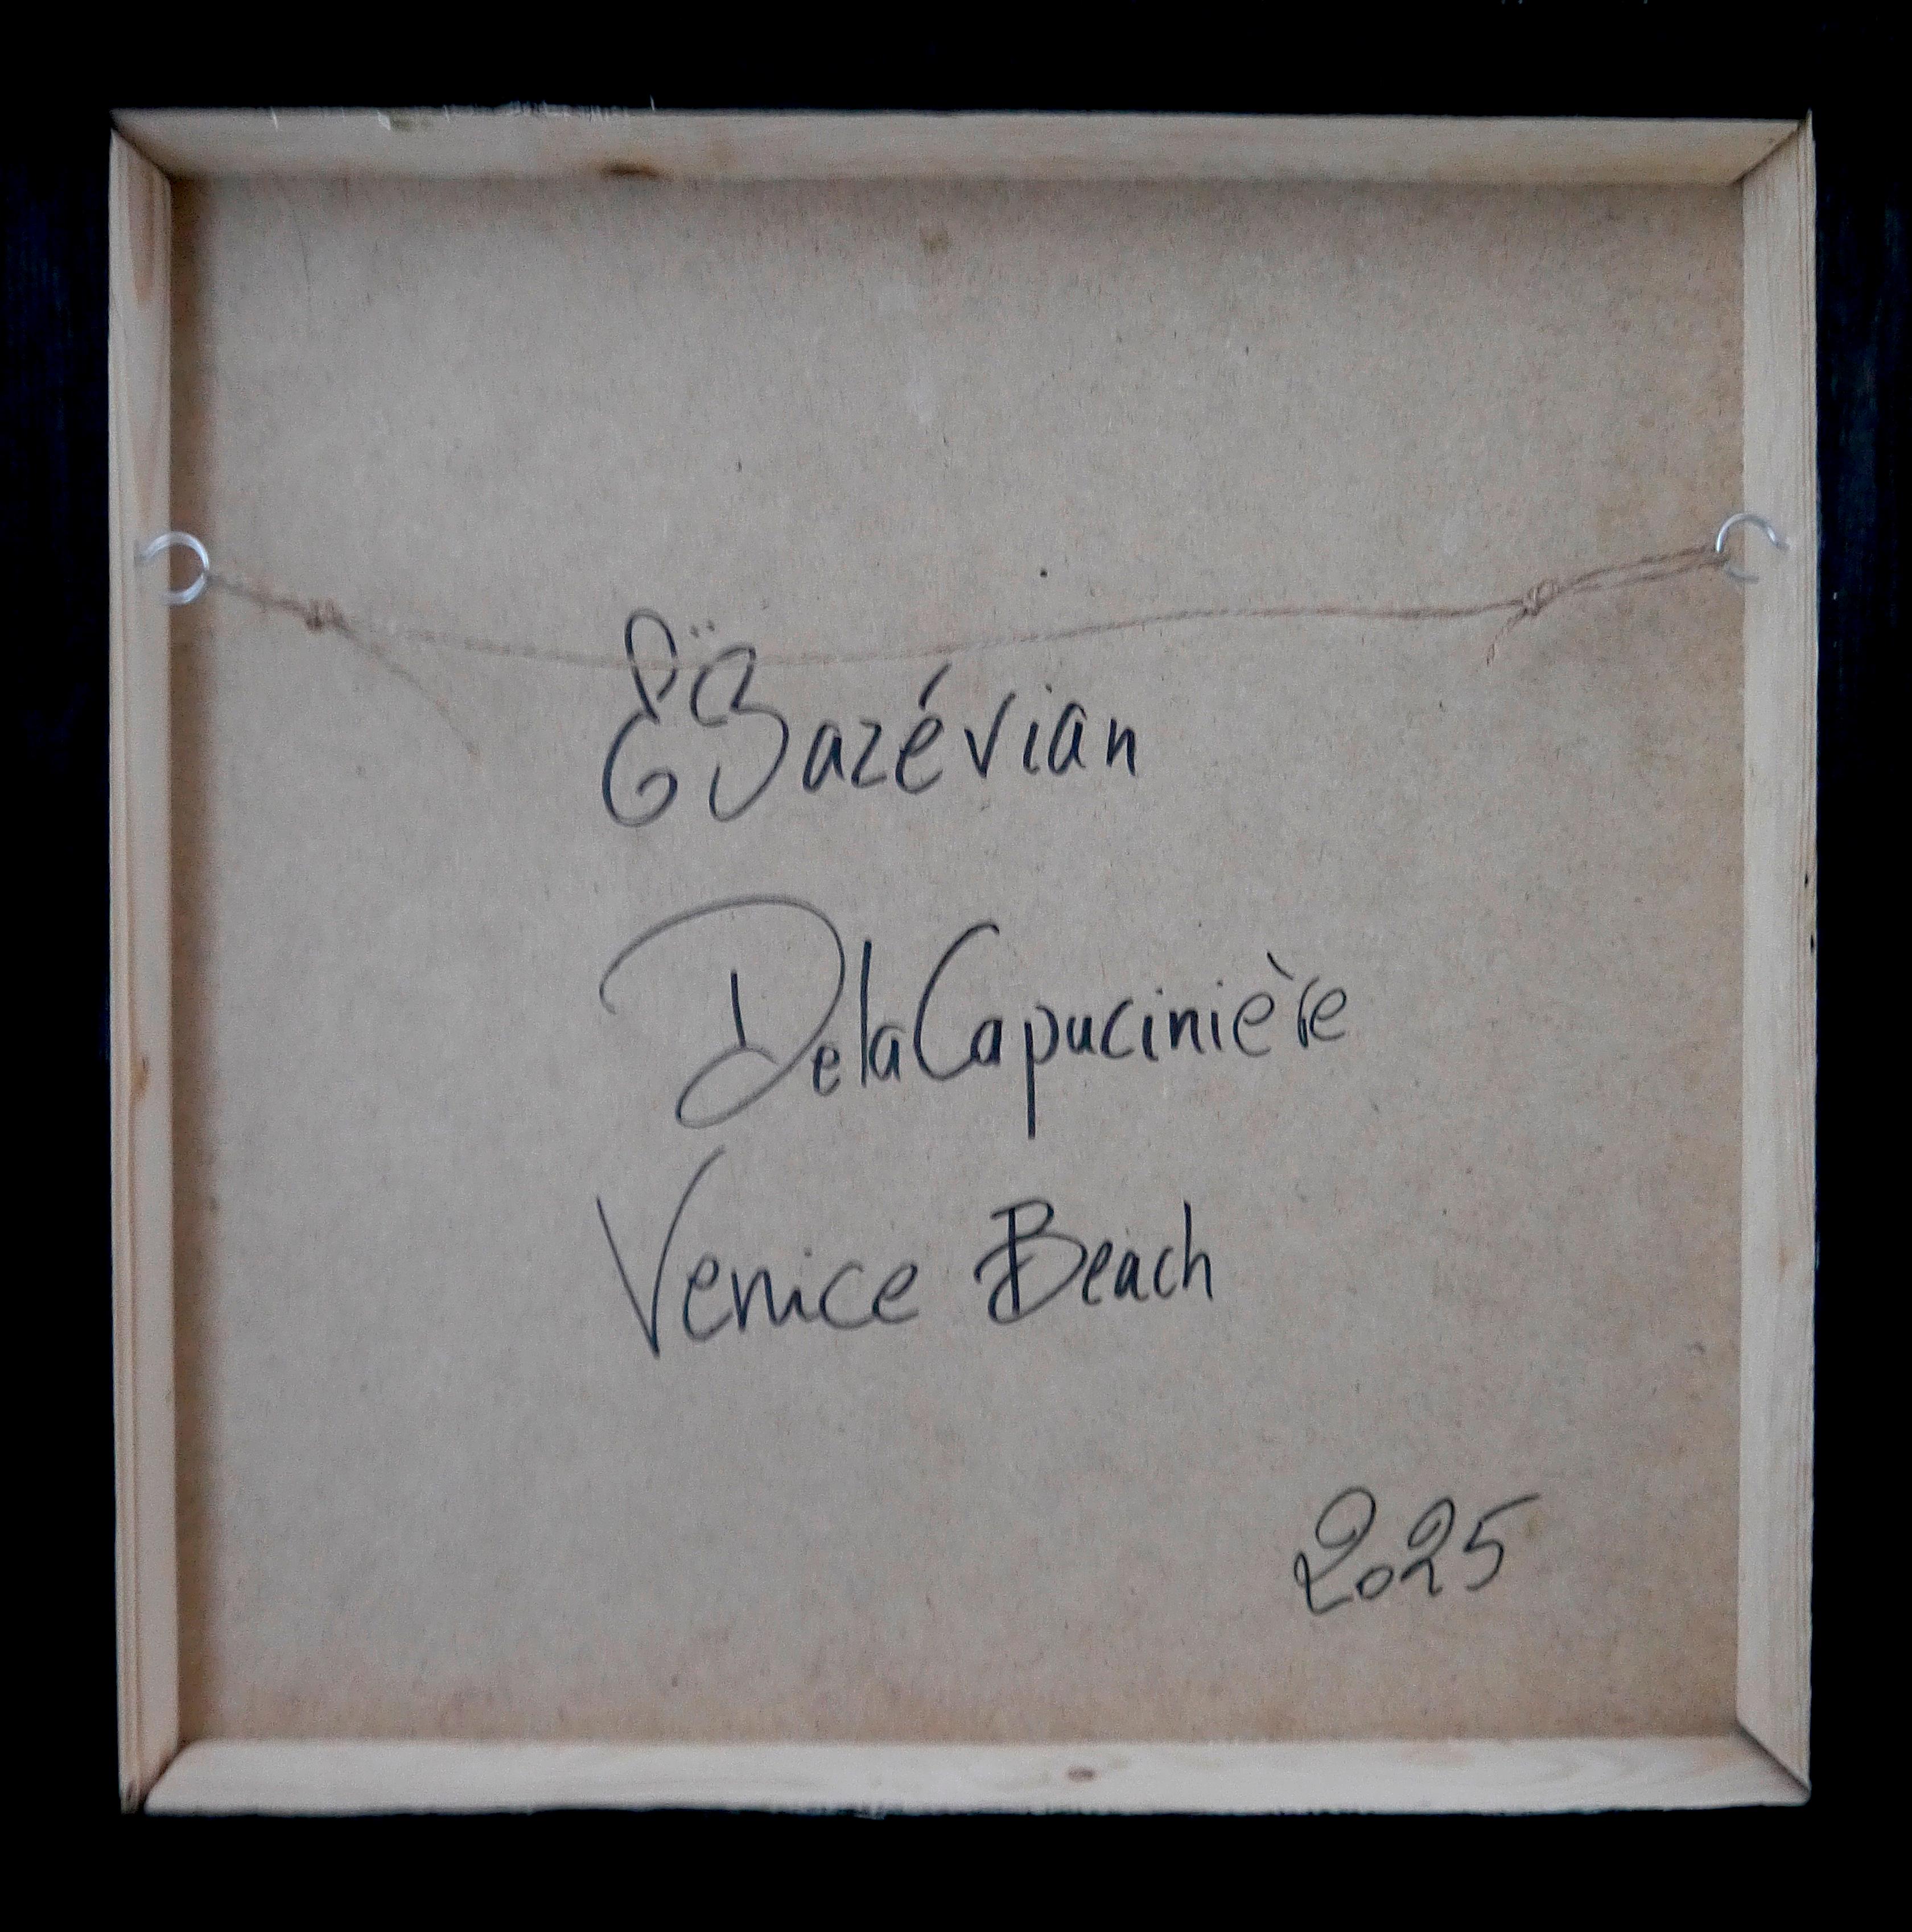 Bazévian
DelaCapucinière
Venice Beach
2025